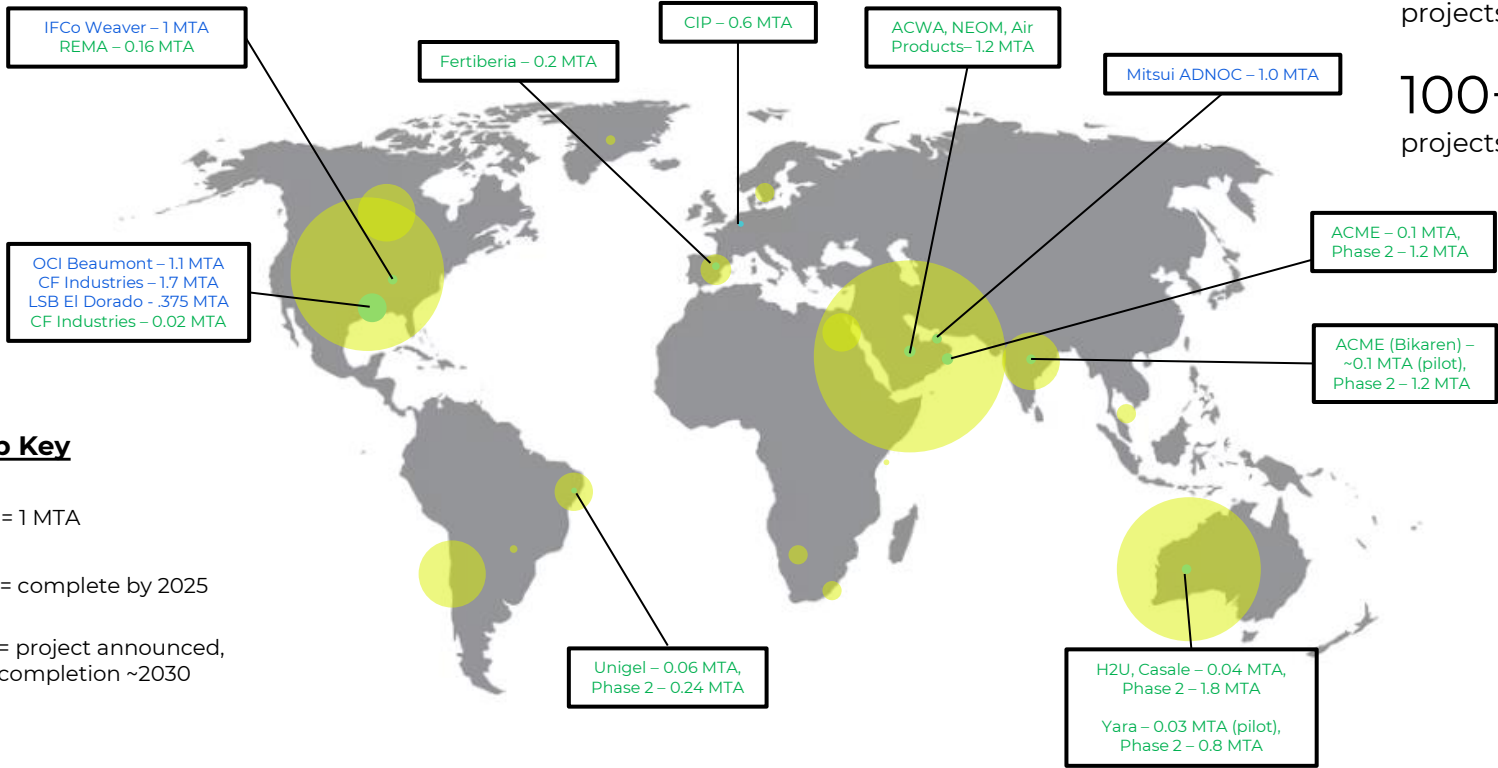 IFCo Weaver – 1 MTA
REMA – 0.16 MTA
Fertiberia – 0.2 MTA
CIP – 0.6 MTA
ACWA, NEOM, Air
Products– 1.2 MTA
Mitsui ADNOC – 1.0 MTA
projects
100+
projects
OCI Beaumont – 1.1 MTA
CF Industries – 1.7 MTA
LSB El Dorado - .375 MTA
CF Industries – 0.02 MTA
ACME – 0.1 MTA,
Phase 2 – 1.2 MTA
ACME (Bikaren) –
~0.1 MTA (pilot),
Phase 2 – 1.2 MTA
Key
= 1 MTA
= complete by 2025
= project announced,
completion ~2030
Unigel – 0.06 MTA,
Phase 2 – 0.24 MTA
H2U, Casale – 0.04 MTA,
Phase 2 – 1.8 MTA
Yara – 0.03 MTA (pilot),
Phase 2 – 0.8 MTA